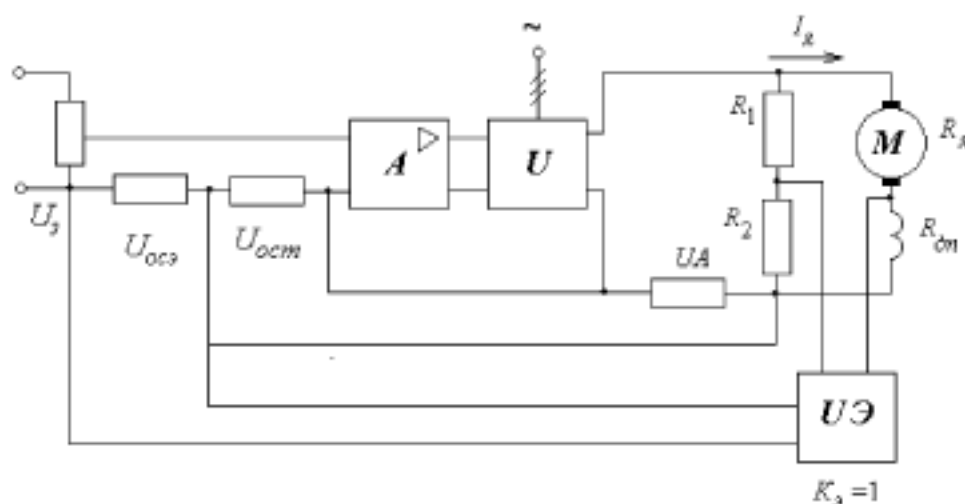 ~
I_я
R_1
R_я
A
U
M
U_з
U_осэ
U_ост
R_2
UA
R_дп
UЭ
K_э=1